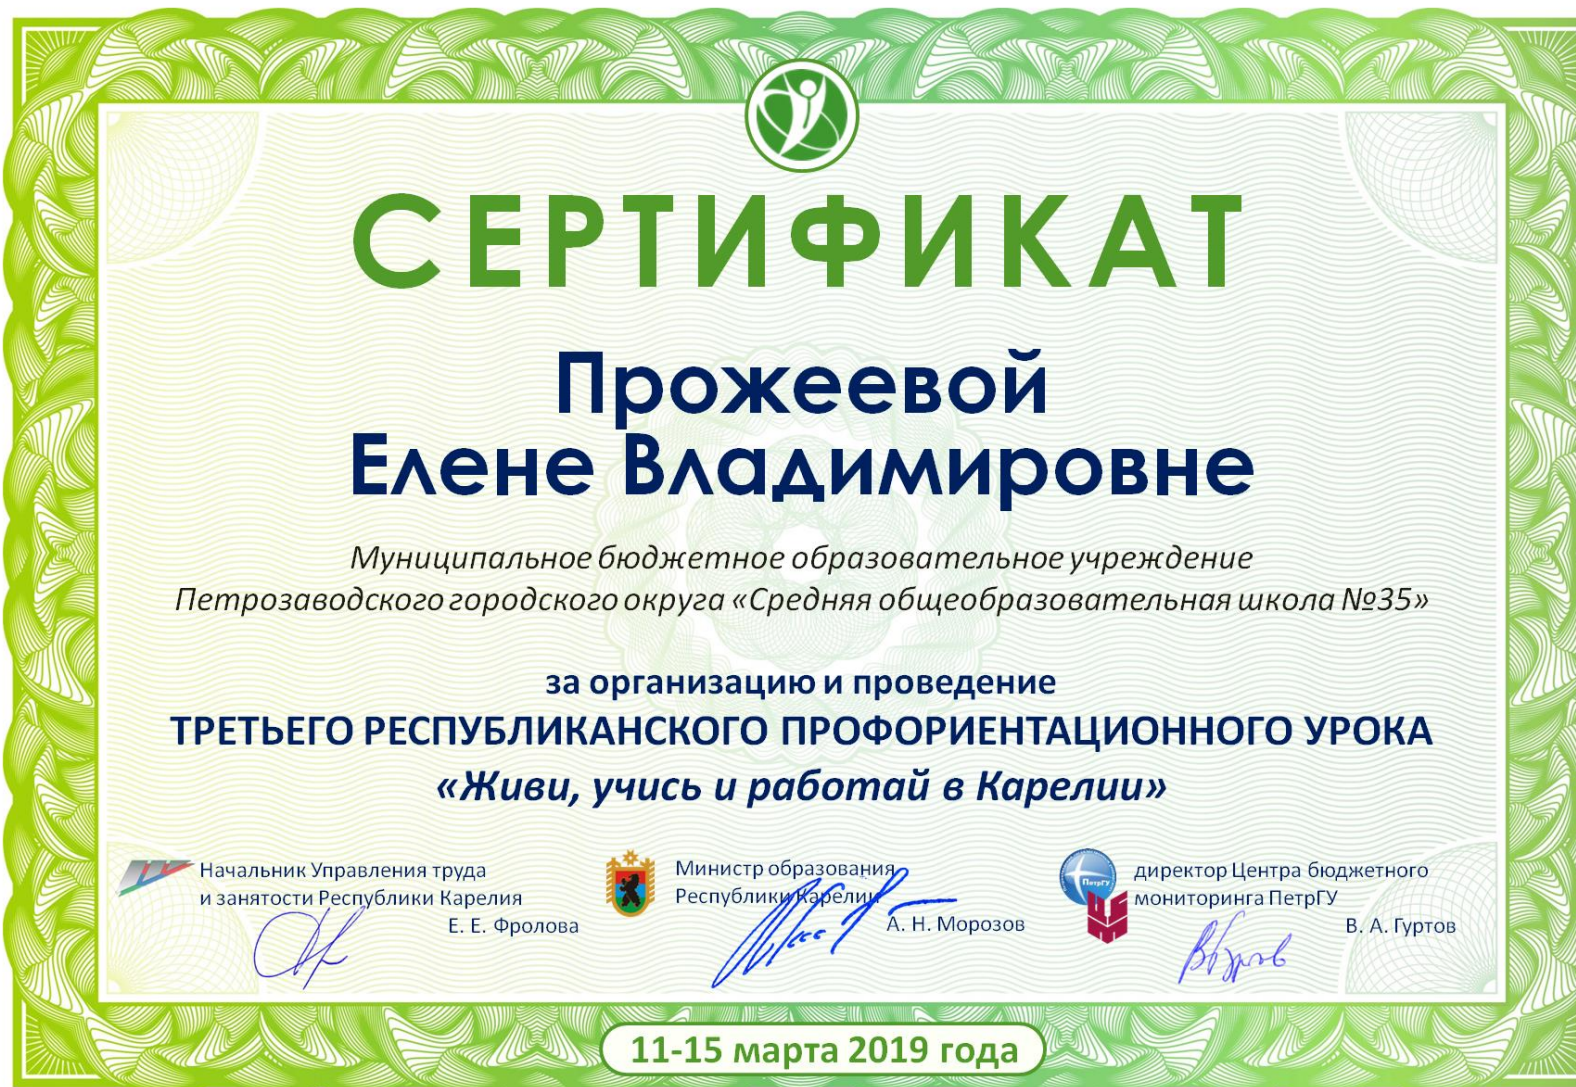 СЕРТИФИКАТ
Прожеевой
Елене Владимировне
Муниципальное бюджетное образовательное учреждение
Петрозаводского городского округа «Средняя общеобразовательная школа №35»
за организацию и проведение
ТРЕТЬЕГО РЕСПУБЛИКАНСКОГО ПРОФОРИЕНТАЦИОННОГО УРОКА
«Живи, учись и работай в Карелии»
Начальник Управления труда
и занятости Республики Карелия
Е. Е. Фролова
Министр образования
Республики Карелии
А. Н. Морозов
ПетрГУ
директор Центра бюджетного
мониторинга ПетрГУ
В. А. Гуртов
11-15 марта 2019 года